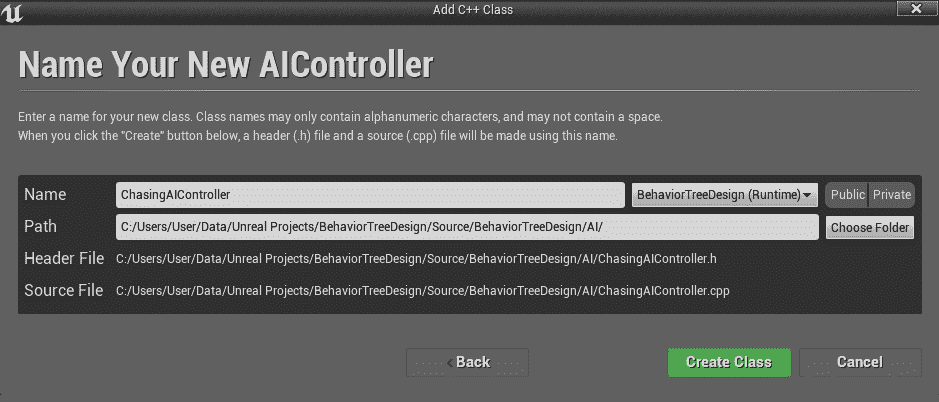 Add C++ Class
Name Your New AIController
Enter a name for your new class. Class names may only contain alphanumeric characters, and may not contain a space.
When you click the "Create" button below, a header (.h) file and a source (.cpp) file will be made using this name.
Name ChasingAIController BehaviorTreeDesign (Runtime) Public Private
Path C:/Users/User/Data/Unreal Projects/BehaviorTreeDesign/Source/BehaviorTreeDesign/AI/ Choose Folder
Header File C:/Users/User/Data/Unreal Projects/BehaviorTreeDesign/Source/BehaviorTreeDesign/AI/ChasingAIController.h
Source File C:/Users/User/Data/Unreal Projects/BehaviorTreeDesign/Source/BehaviorTreeDesign/AI/ChasingAIController.cpp
Back Create Class Cancel